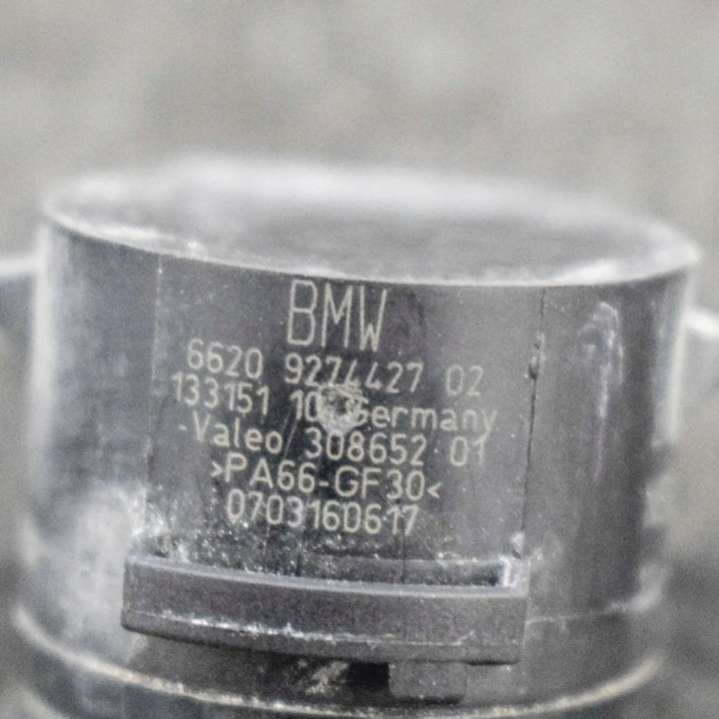 BMW
6620 9274427 02
133151 10 Germany
-Valeo 308652 01
>PA66-GF30<
0703160617